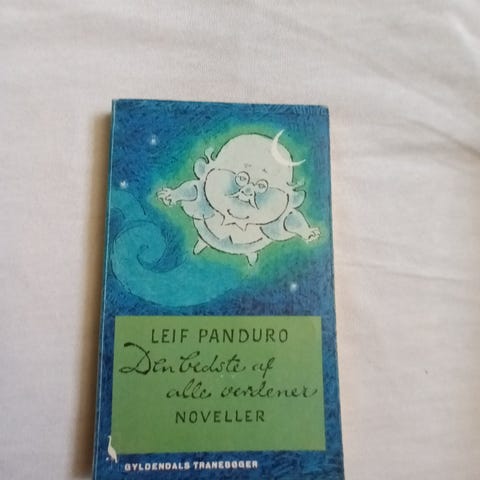 LEIF PANDURO
Den bedste af
alle verdener
NOVELLER
GYLDENDALS TRANEBØGER